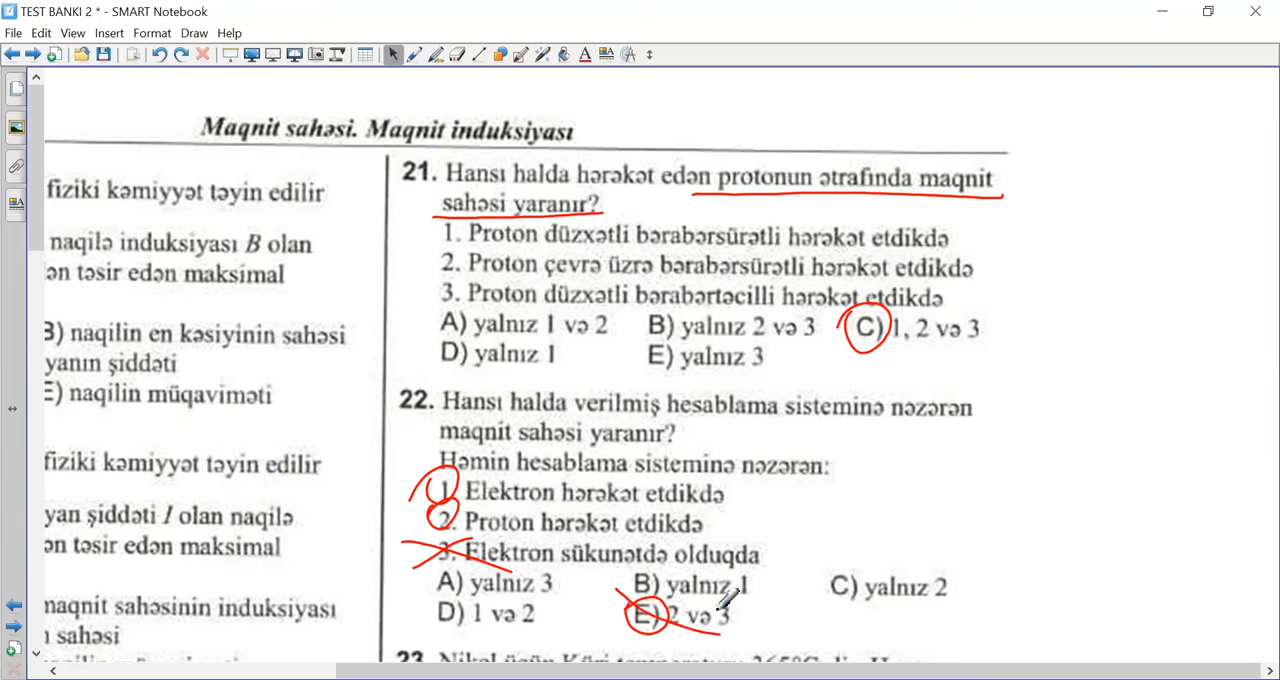 TEST BANKI 2 * - SMART Notebook
File Edit View Insert Format Draw Help
Maqnit sahəsi. Maqnit induksiyası
fiziki kəmiyyət təyin edilir
naqilə induksiyası B olan
ən təsir edən maksimal
B) naqilin en kəsiyinin sahəsi
yanın şiddəti
E) naqilin müqaviməti
fiziki kəmiyyət təyin edilir
yan şiddəti I olan naqilə
ən təsir edən maksimal
maqnit sahəsinin induksiyası
sahəsi
21. Hansı halda hərəkət edən protonun ətrafında maqnit
sahəsi yaranır?
1. Proton düzxətli bərabərsürətli hərəkət etdikdə
2. Proton çevrə üzrə bərabərsürətli hərəkət etdikdə
3. Proton düzxətli bərabərtəcilli hərəkət etdikdə
A) yalnız 1 və 2 B) yalnız 2 və 3 C) 1, 2 və 3
D) yalnız 1 E) yalnız 3
22. Hansı halda verilmiş hesablama sisteminə nəzərən
maqnit sahəsi yaranır?
Həmin hesablama sisteminə nəzərən:
1. Elektron hərəkət etdikdə
2. Proton hərəkət etdikdə
3. Elektron sükunətdə olduqda
A) yalnız 3 B) yalnız 1 C) yalnız 2
D) 1 və 2 E) 2 və 3